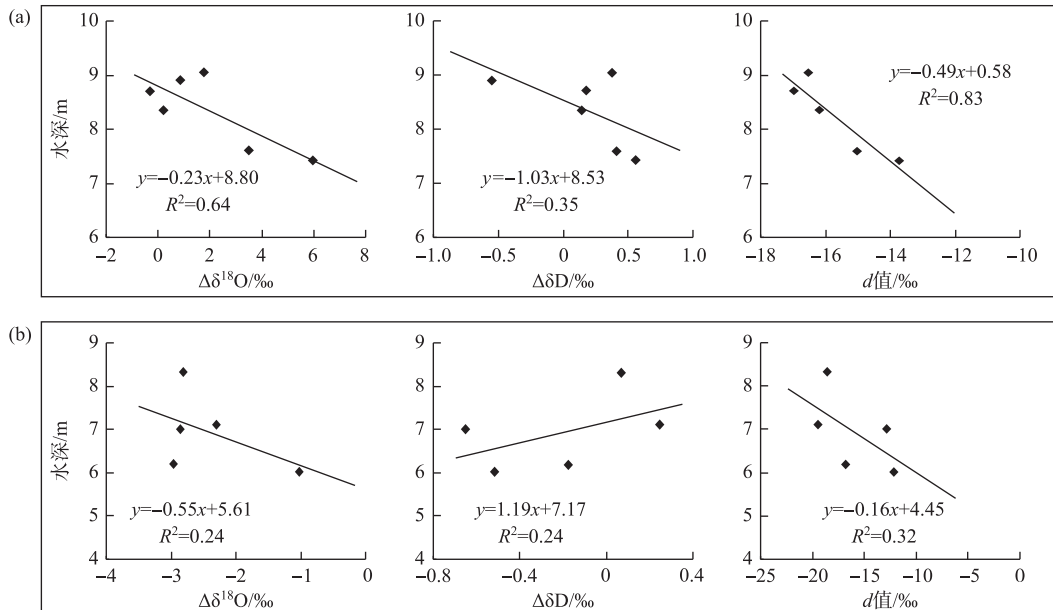 (a)
10
9
8
7
6
水深/m
y=−0.23x+8.80
R²=0.64
−2
0
2
4
6
8
Δδ¹⁸O/‰
10
9
8
7
6
y=−1.03x+8.53
R²=0.35
−1.0
−0.5
0
0.5
1.0
ΔδD/‰
10
9
8
7
6
y=−0.49x+0.58
R²=0.83
−18
−16
−14
−12
−10
d值/‰
(b)
9
8
7
6
5
4
水深/m
y=−0.55x+5.61
R²=0.24
−4
−3
−2
−1
0
Δδ¹⁸O/‰
9
8
7
6
5
4
y=1.19x+7.17
R²=0.24
−0.8
−0.4
0
0.4
ΔδD/‰
9
8
7
6
5
4
y=−0.16x+4.45
R²=0.32
−25
−20
−15
−10
−5
0
d值/‰